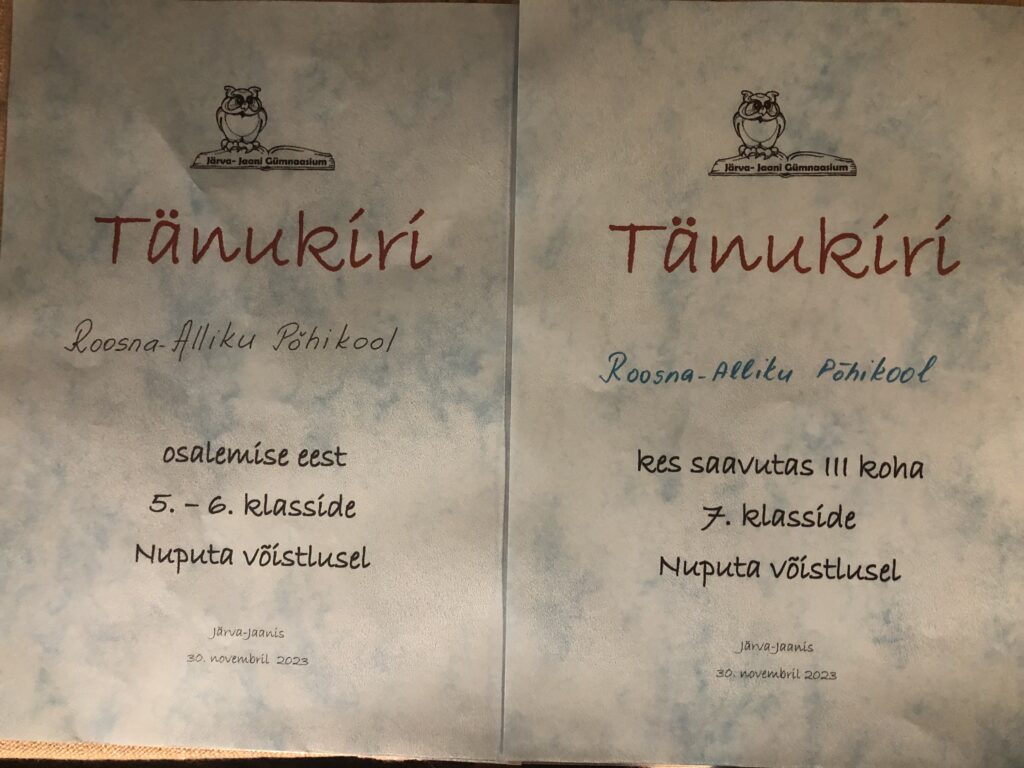 Järva- Jaani Gümnaasium
Tänukiri
Roosna-Alliku Põhikool
osalemise eest
5. – 6. klasside
Nuputa võistlusel
Järva-Jaanis
30. novembril 2023
Järva- Jaani Gümnaasium
Tänukiri
Roosna-Alliku Põhikool
kes saavutas III koha
7. klasside
Nuputa võistlusel
Järva-Jaanis
30. novembril 2023